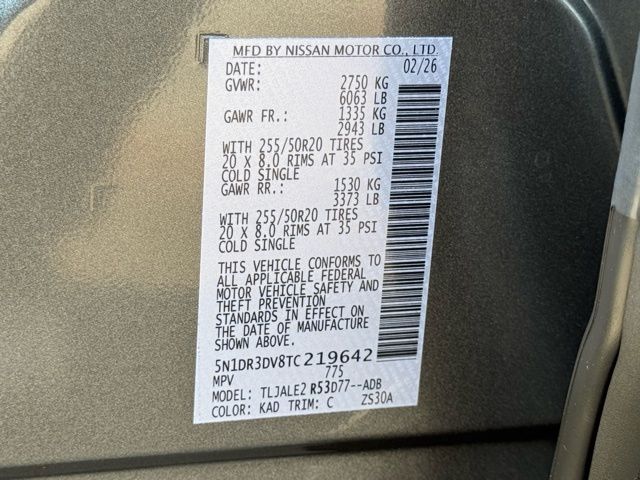 MFD BY NISSAN MOTOR CO., LTD.
DATE: 02/26
GVWR: 2750 KG
6063 LB
GAWR FR.: 1335 KG
2943 LB
WITH 255/50R20 TIRES
20 X 8.0 RIMS AT 35 PSI
COLD SINGLE
GAWR RR.: 1530 KG
3373 LB
WITH 255/50R20 TIRES
20 X 8.0 RIMS AT 35 PSI
COLD SINGLE
THIS VEHICLE CONFORMS TO
ALL APPLICABLE FEDERAL
MOTOR VEHICLE SAFETY AND
THEFT PREVENTION
STANDARDS IN EFFECT ON
THE DATE OF MANUFACTURE
SHOWN ABOVE.
5N1DR3DV8TC219642
MPV 775
MODEL: TLJALE2 R53D77--ADB
COLOR: KAD TRIM: C ZS30A